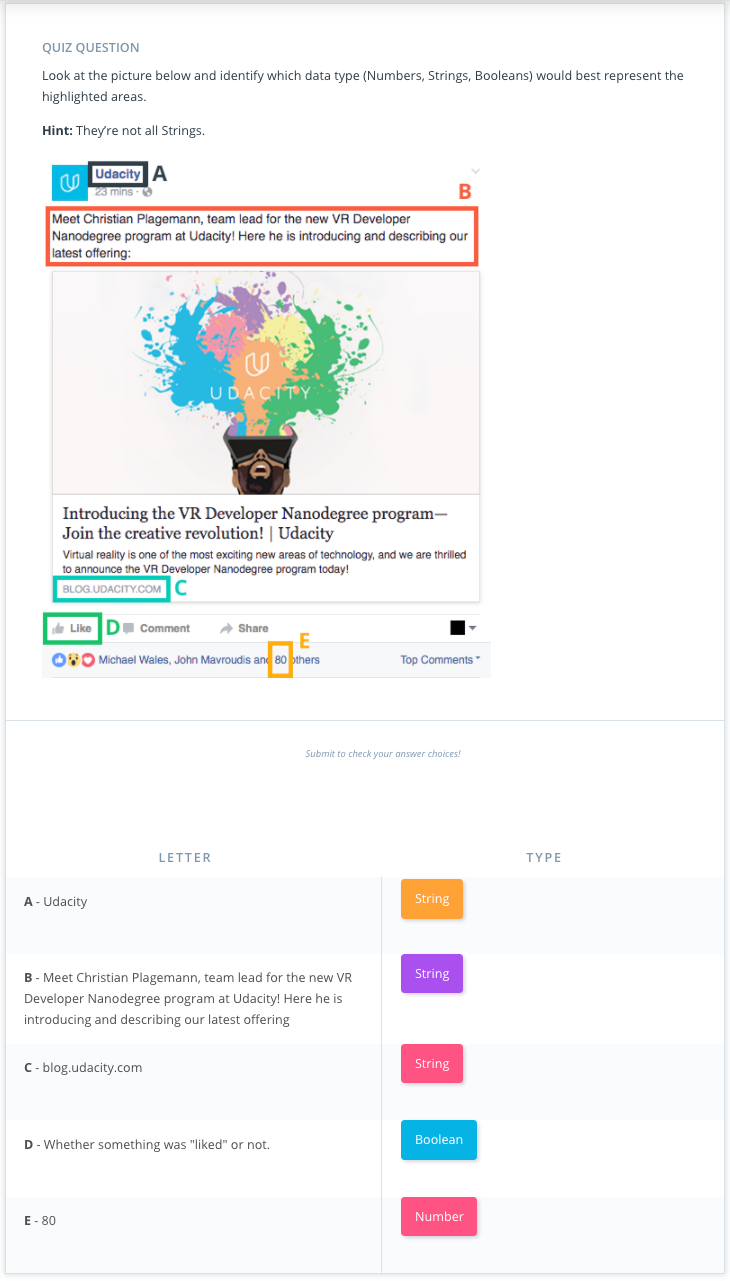 QUIZ QUESTION
Look at the picture below and identify which data type (Numbers, Strings, Booleans) would best represent the
highlighted areas.
Hint: They're not all Strings.
Udacity A
23 mins ·
B
Meet Christian Plagemann, team lead for the new VR Developer
Nanodegree program at Udacity! Here he is introducing and describing our
latest offering:
UDACITY
Introducing the VR Developer Nanodegree program—
Join the creative revolution! | Udacity
Virtual reality is one of the most exciting new areas of technology, and we are thrilled
to announce the VR Developer Nanodegree program today!
BLOG.UDACITY.COM C
Like D Comment Share
E
Michael Wales, John Mavroudis and 80 others Top Comments
Submit to check your answer choices!
LETTER TYPE
A - Udacity String
B - Meet Christian Plagemann, team lead for the new VR String
Developer Nanodegree program at Udacity! Here he is
introducing and describing our latest offering
C - blog.udacity.com String
D - Whether something was "liked" or not. Boolean
E - 80 Number